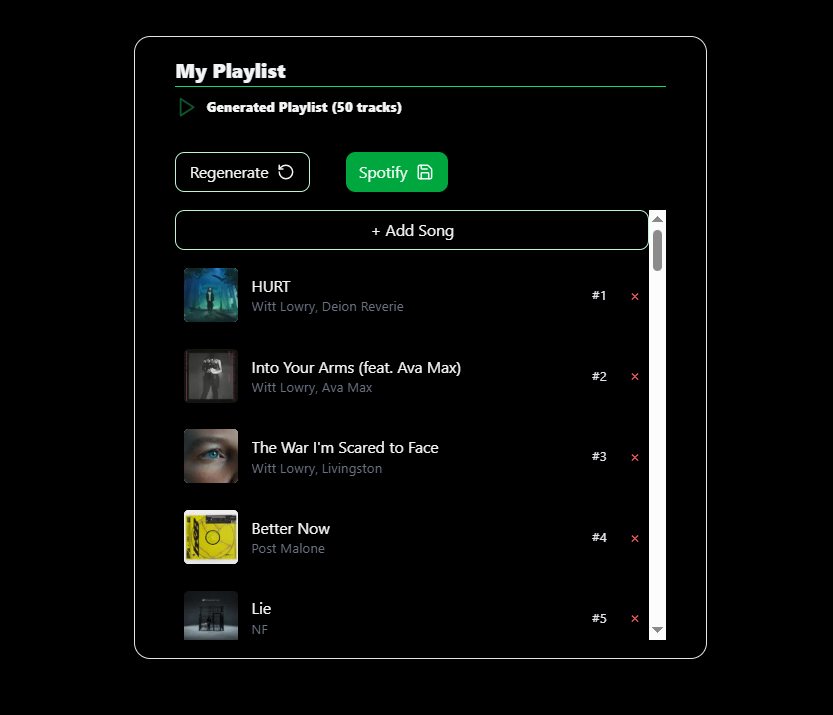 My Playlist
Generated Playlist (50 tracks)
Regenerate
Spotify
+ Add Song
HURT
Witt Lowry, Deion Reverie
#1
Into Your Arms (feat. Ava Max)
Witt Lowry, Ava Max
#2
The War I'm Scared to Face
Witt Lowry, Livingston
#3
Better Now
Post Malone
#4
Lie
NF
#5